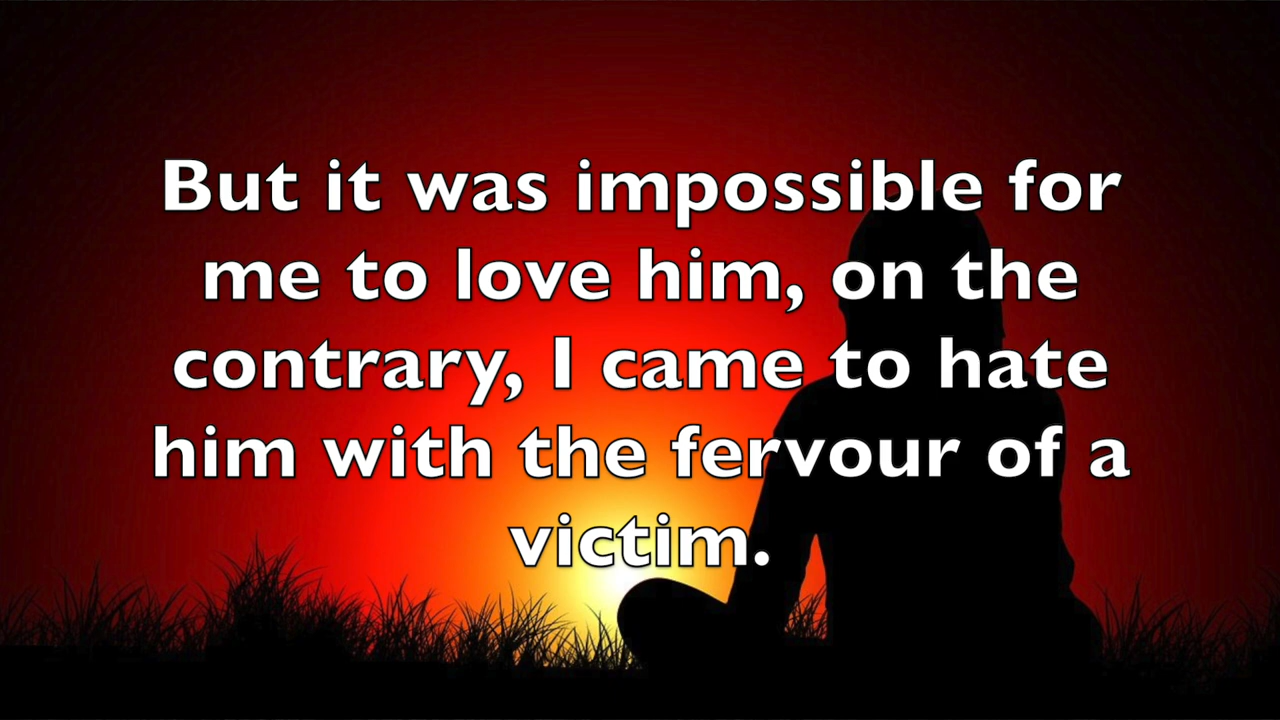 But it was impossible for
me to love him, on the
contrary, I came to hate
him with the fervour of a
victim.